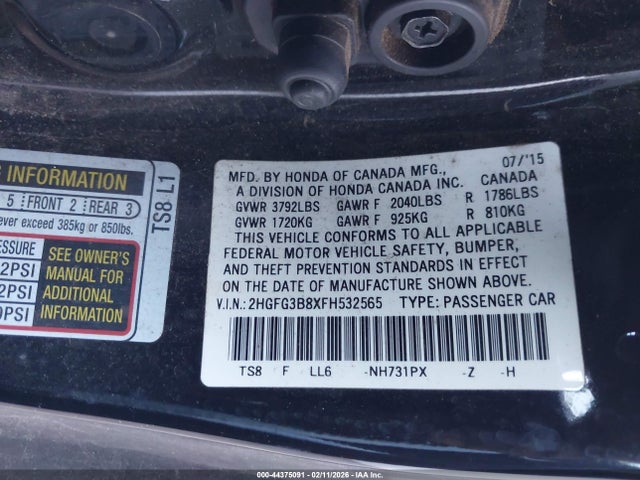 INFORMATION
5 FRONT 2 REAR 3
ever exceed 385kg or 850lbs.
TS8 L1
PRESSURE
SEE OWNER'S
MANUAL FOR
ADDITIONAL
INFORMATION
2PSI
2PSI
0PSI
MFD. BY HONDA OF CANADA MFG., 07/'15
A DIVISION OF HONDA CANADA INC. CANADA
GVWR 3792LBS GAWR F 2040LBS R 1786LBS
GVWR 1720KG GAWR F 925KG R 810KG
THIS VEHICLE CONFORMS TO ALL APPLICABLE
FEDERAL MOTOR VEHICLE SAFETY, BUMPER,
AND THEFT PREVENTION STANDARDS IN EFFECT
ON THE DATE OF MANUFACTURE SHOWN ABOVE.
V.I.N.: 2HGFG3B8XFH532565 TYPE: PASSENGER CAR
TS8 F LL6 -NH731PX -Z -H
000-44375091 - 02/11/2026 - IAAI.COM